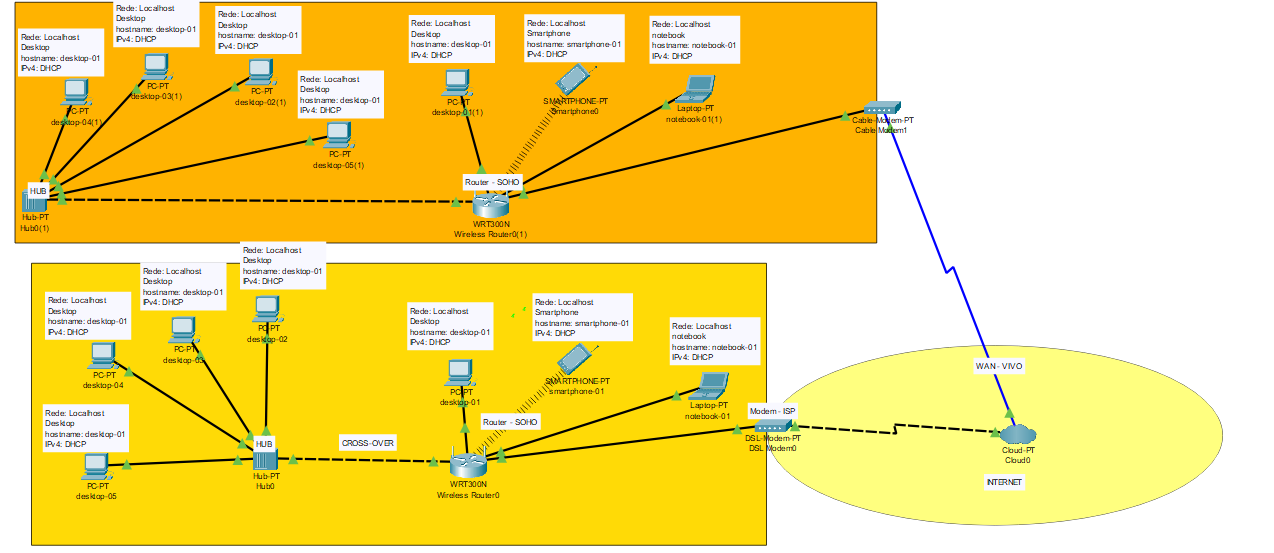 Rede: Localhost
Desktop
hostname: desktop-01
IPv4: DHCP
PC-PT
desktop-04(1)
Rede: Localhost
Desktop
hostname: desktop-01
IPv4: DHCP
PC-PT
desktop-03(1)
Rede: Localhost
Desktop
hostname: desktop-01
IPv4: DHCP
PC-PT
desktop-02(1)
Rede: Localhost
Desktop
hostname: desktop-01
IPv4: DHCP
PC-PT
desktop-05(1)
Rede: Localhost
Desktop
hostname: desktop-01
IPv4: DHCP
PC-PT
desktop-01(1)
Rede: Localhost
Smartphone
hostname: smartphone-01
IPv4: DHCP
SMARTPHONE-PT
Smartphone0
Rede: Localhost
notebook
hostname: notebook-01
IPv4: DHCP
Laptop-PT
notebook-01(1)
Cable-Modem-PT
Cable Modem1
HUB
Hub-PT
Hub0(1)
Router - SOHO
WRT300N
Wireless Router0(1)
Rede: Localhost
Desktop
hostname: desktop-01
IPv4: DHCP
PC-PT
desktop-04
Rede: Localhost
Desktop
hostname: desktop-01
IPv4: DHCP
PC-PT
desktop-03
Rede: Localhost
Desktop
hostname: desktop-01
IPv4: DHCP
PC-PT
desktop-02
Rede: Localhost
Desktop
hostname: desktop-01
IPv4: DHCP
PC-PT
desktop-01
Rede: Localhost
Smartphone
hostname: smartphone-01
IPv4: DHCP
SMARTPHONE-PT
smartphone-01
Rede: Localhost
notebook
hostname: notebook-01
IPv4: DHCP
Laptop-PT
notebook-01
Rede: Localhost
Desktop
hostname: desktop-01
IPv4: DHCP
PC-PT
desktop-05
HUB
Hub-PT
Hub0
CROSS-OVER
Router - SOHO
WRT300N
Wireless Router0
Modem - ISP
DSL-Modem-PT
DSL Modem0
WAN - VIVO
Cloud-PT
Cloud0
INTERNET